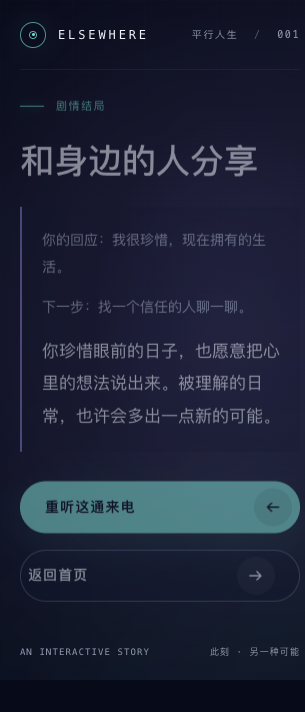 ELSEWHERE 平行人生 / 001
剧情结局
和身边的人分享
你的回应：我很珍惜，现在拥有的生
活。
下一步：找一个信任的人聊一聊。
你珍惜眼前的日子，也愿意把心
里的想法说出来。被理解的日
常，也许会多出一点新的可能。
重听这通来电
返回首页
AN INTERACTIVE STORY 此刻 · 另一种可能